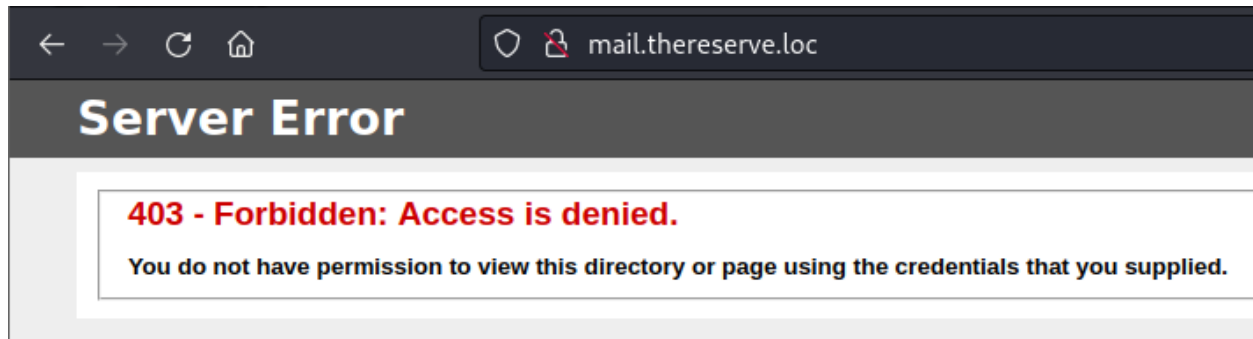 mail.thereserve.loc
Server Error
403 - Forbidden: Access is denied.
You do not have permission to view this directory or page using the credentials that you supplied.